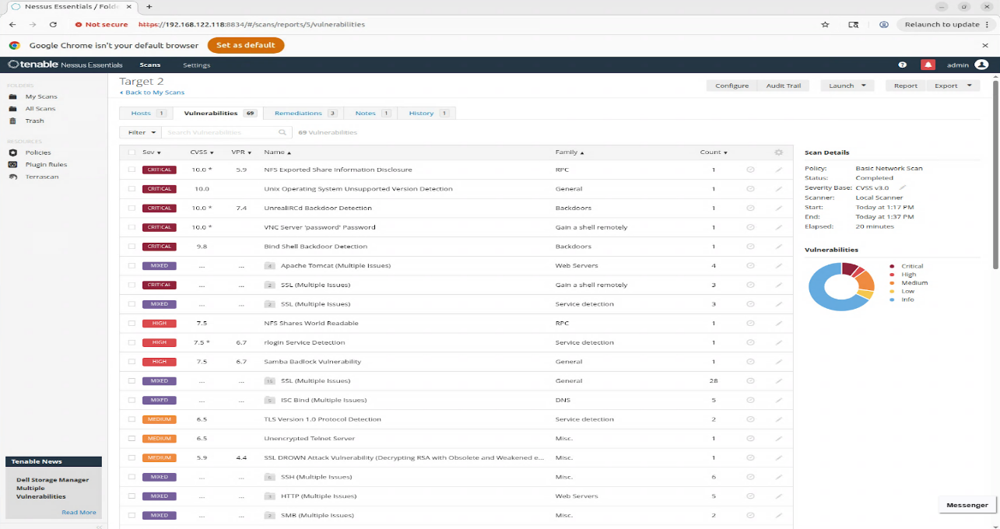 Nessus Essentials / Folde
Not secure https://192.168.122.118:8834/#/scans/reports/5/vulnerabilities Relaunch to update
Google Chrome isn't your default browser Set as default
tenable Nessus Essentials Scans Settings admin
FOLDERS
My Scans
All Scans
Trash
RESOURCES
Policies
Plugin Rules
Terrascan
Tenable News
Dell Storage Manager
Multiple
Vulnerabilities
Read More
Target 2
< Back to My Scans
Configure Audit Trail Launch Report Export
Hosts 1 Vulnerabilities 69 Remediations 3 Notes 1 History 1
Filter Search Vulnerabilities 69 Vulnerabilities
Sev CVSS VPR Name Family Count
CRITICAL 10.0 * 5.9 NFS Exported Share Information Disclosure RPC 1
CRITICAL 10.0 Unix Operating System Unsupported Version Detection General 1
CRITICAL 10.0 * 7.4 UnrealIRCd Backdoor Detection Backdoors 1
CRITICAL 10.0 * VNC Server 'password' Password Gain a shell remotely 1
CRITICAL 9.8 Bind Shell Backdoor Detection Backdoors 1
MIXED ... ... 4 Apache Tomcat (Multiple Issues) Web Servers 4
CRITICAL ... ... 2 SSL (Multiple Issues) Gain a shell remotely 3
MIXED ... ... 2 SSL (Multiple Issues) Service detection 3
HIGH 7.5 NFS Shares World Readable RPC 1
HIGH 7.5 * 6.7 rlogin Service Detection Service detection 1
HIGH 7.5 6.7 Samba Badlock Vulnerability General 1
MIXED ... ... 15 SSL (Multiple Issues) General 28
MIXED ... ... 5 ISC Bind (Multiple Issues) DNS 5
MEDIUM 6.5 TLS Version 1.0 Protocol Detection Service detection 2
MEDIUM 6.5 Unencrypted Telnet Server Misc. 1
MEDIUM 5.9 4.4 SSL DROWN Attack Vulnerability (Decrypting RSA with Obsolete and Weakened e... Misc. 1
MIXED ... ... 6 SSH (Multiple Issues) Misc. 6
MIXED ... ... 3 HTTP (Multiple Issues) Web Servers 5
MIXED ... ... 2 SMB (Multiple Issues) Misc. 2
Scan Details
Policy: Basic Network Scan
Status: Completed
Severity Base: CVSS v3.0
Scanner: Local Scanner
Start: Today at 1:17 PM
End: Today at 1:37 PM
Elapsed: 20 minutes
Vulnerabilities
Critical
High
Medium
Low
Info
Messenger